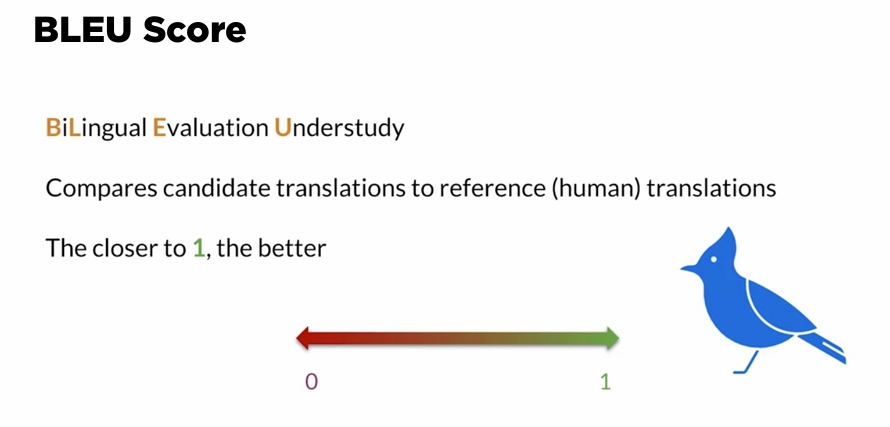 BLEU Score
BiLingual Evaluation Understudy
Compares candidate translations to reference (human) translations
The closer to 1, the better
0
1